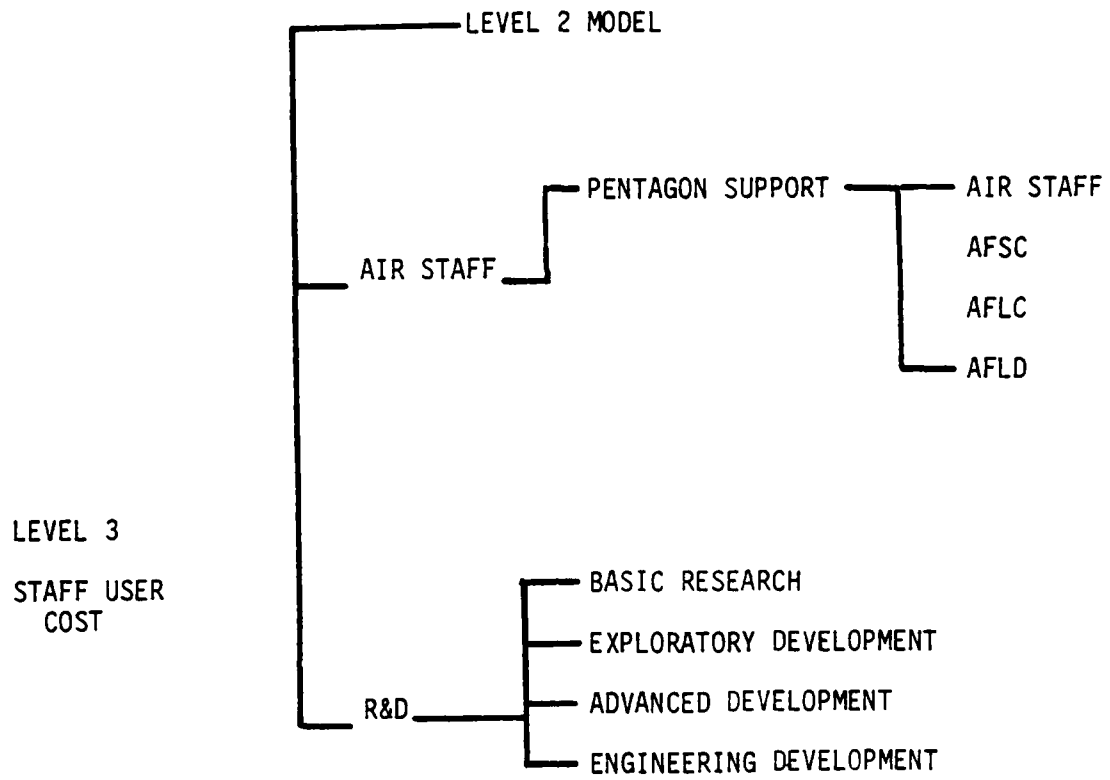 LEVEL 2 MODEL
PENTAGON SUPPORT
AIR STAFF
AIR STAFF
AFSC
AFLC
AFLD
LEVEL 3
STAFF USER
COST
BASIC RESEARCH
EXPLORATORY DEVELOPMENT
R&D
ADVANCED DEVELOPMENT
ENGINEERING DEVELOPMENT